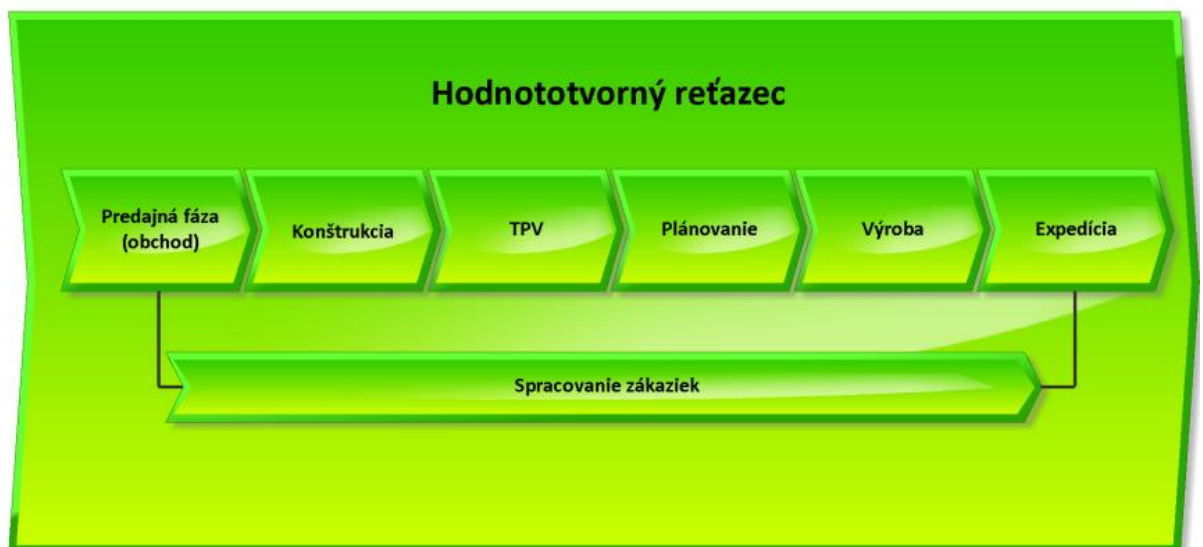 Hodnototvorný reťazec
Predajná fáza
(obchod)
Konštrukcia
TPV
Plánovanie
Výroba
Expedícia
Spracovanie zákaziek